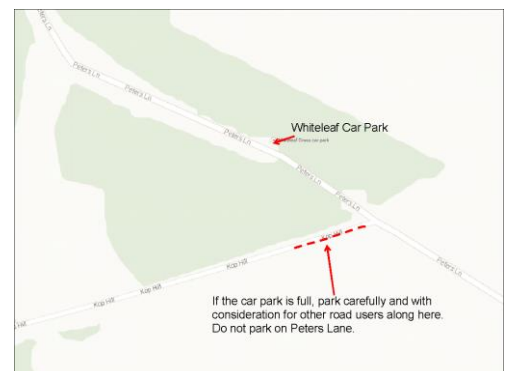 Peters Ln
Peters Ln
Peters Ln
Whiteleaf Car Park
Peters Ln
Peters Ln
Peters Ln
Kop Hill
Kop Hill
Peters Ln
Kop Hill
Kop Hill
If the car park is full, park carefully and with
consideration for other road users along here.
Do not park on Peters Lane.